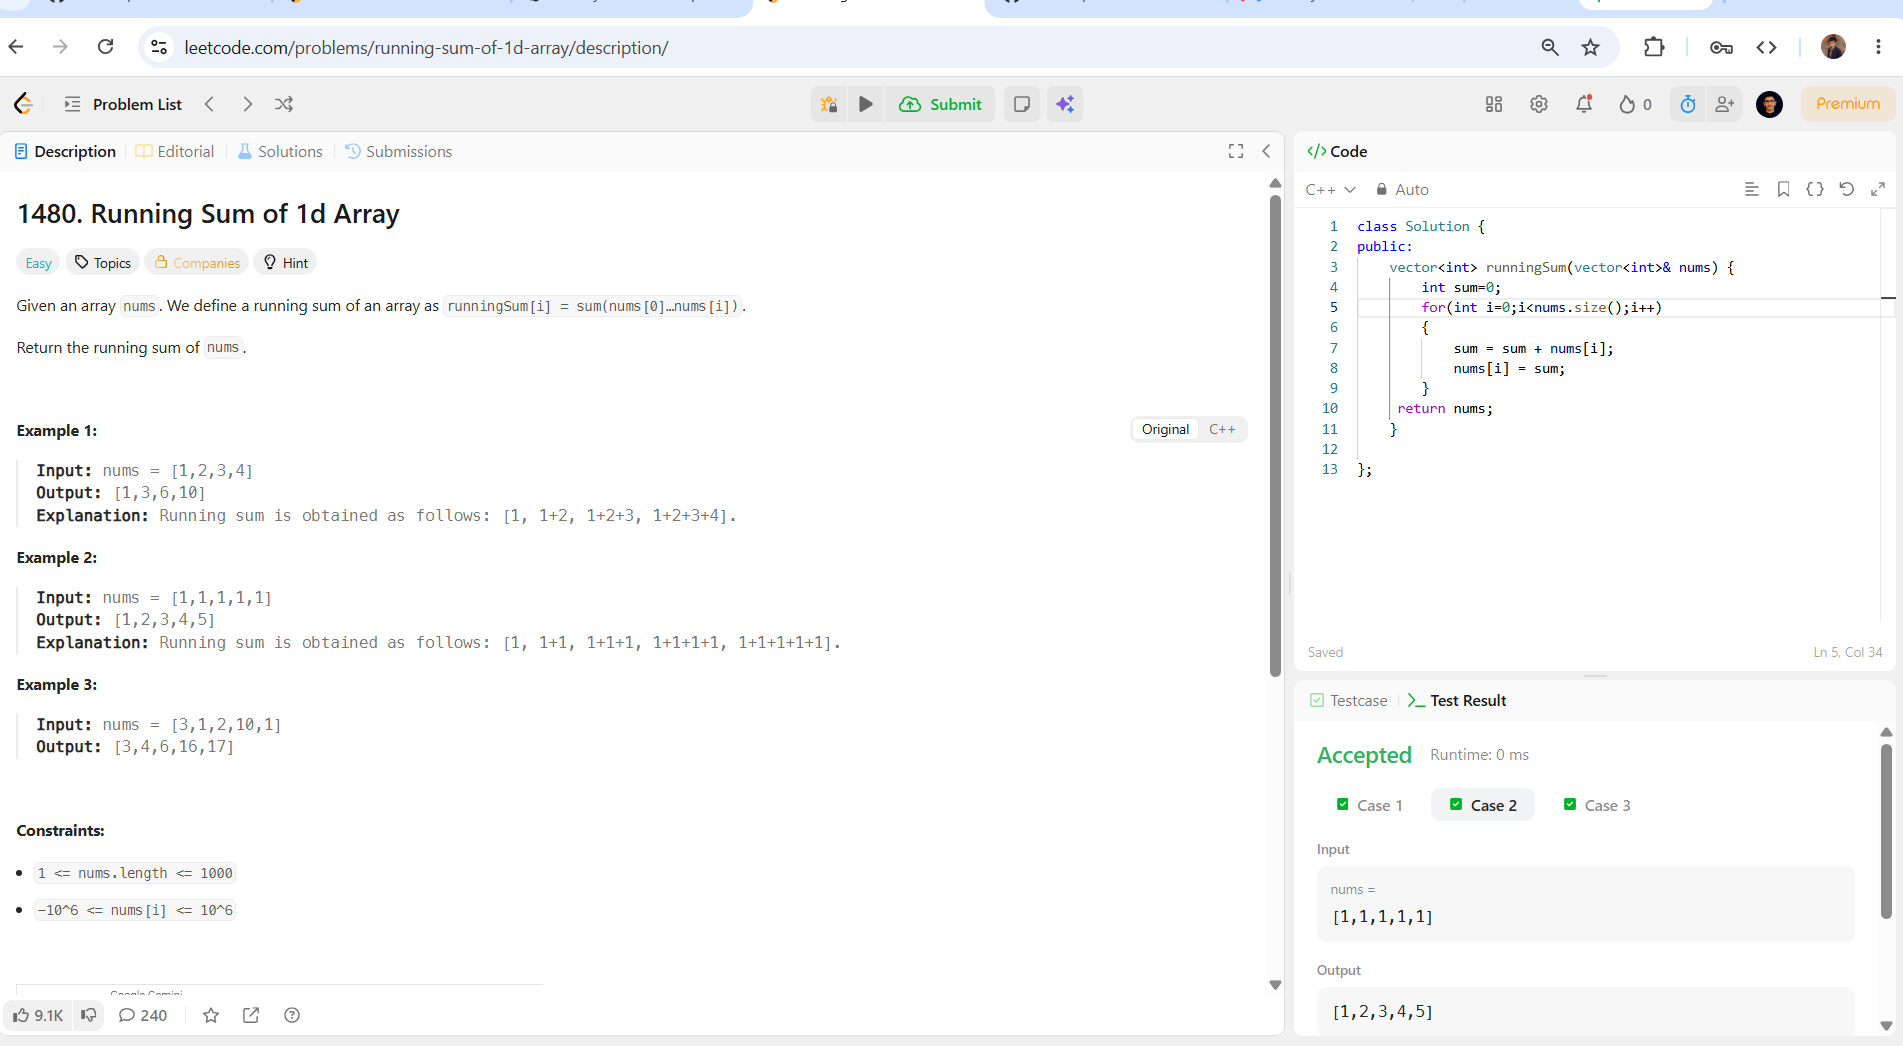 leetcode.com/problems/running-sum-of-1d-array/description/
Problem List
Submit
0
Premium
Description
Editorial
Solutions
Submissions
1480. Running Sum of 1d Array
Easy
Topics
Companies
Hint
Given an array nums. We define a running sum of an array as runningSum[i] = sum(nums[0]…nums[i]).
Return the running sum of nums.
Original
C++
Example 1:
Input: nums = [1,2,3,4]
Output: [1,3,6,10]
Explanation: Running sum is obtained as follows: [1, 1+2, 1+2+3, 1+2+3+4].
Example 2:
Input: nums = [1,1,1,1,1]
Output: [1,2,3,4,5]
Explanation: Running sum is obtained as follows: [1, 1+1, 1+1+1, 1+1+1+1, 1+1+1+1+1].
Example 3:
Input: nums = [3,1,2,10,1]
Output: [3,4,6,16,17]
Constraints:
1 <= nums.length <= 1000
-10^6 <= nums[i] <= 10^6
Google Gemini
9.1K
240
</> Code
C++
Auto
1 class Solution {
2 public:
3 vector<int> runningSum(vector<int>& nums) {
4 int sum=0;
5 for(int i=0;i<nums.size();i++)
6 {
7 sum = sum + nums[i];
8 nums[i] = sum;
9 }
10 return nums;
11 }
12
13 };
Saved
Ln 5, Col 34
Testcase
Test Result
Accepted
Runtime: 0 ms
Case 1
Case 2
Case 3
Input
nums =
[1,1,1,1,1]
Output
[1,2,3,4,5]